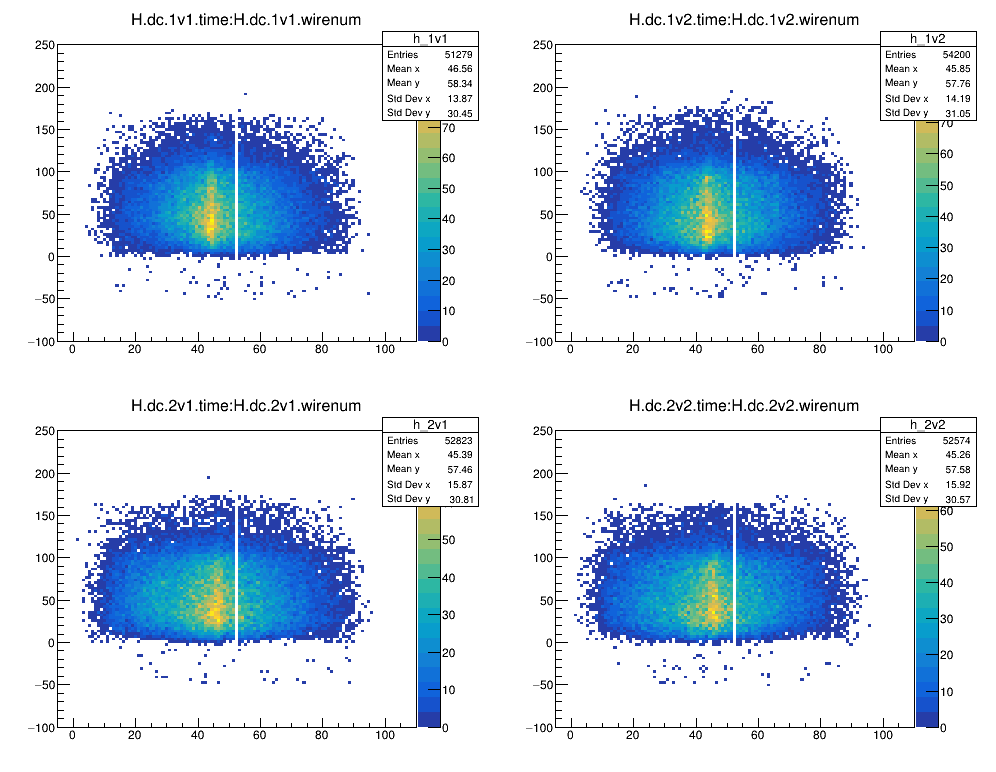 H.dc.1v1.time:H.dc.1v1.wirenum
h_1v1
Entries 51279
Mean x 46.56
Mean y 58.34
Std Dev x 13.87
Std Dev y 30.45
250
200
150
100
50
0
−50
−100
0 20 40 60 80 100
70
60
50
40
30
20
10
0
H.dc.1v2.time:H.dc.1v2.wirenum
h_1v2
Entries 54200
Mean x 45.85
Mean y 57.76
Std Dev x 14.19
Std Dev y 31.05
250
200
150
100
50
0
−50
−100
0 20 40 60 80 100
70
60
50
40
30
20
10
0
H.dc.2v1.time:H.dc.2v1.wirenum
h_2v1
Entries 52823
Mean x 45.39
Mean y 57.46
Std Dev x 15.87
Std Dev y 30.81
250
200
150
100
50
0
−50
−100
0 20 40 60 80 100
50
40
30
20
10
0
H.dc.2v2.time:H.dc.2v2.wirenum
h_2v2
Entries 52574
Mean x 45.26
Mean y 57.58
Std Dev x 15.92
Std Dev y 30.57
250
200
150
100
50
0
−50
−100
0 20 40 60 80 100
60
50
40
30
20
10
0